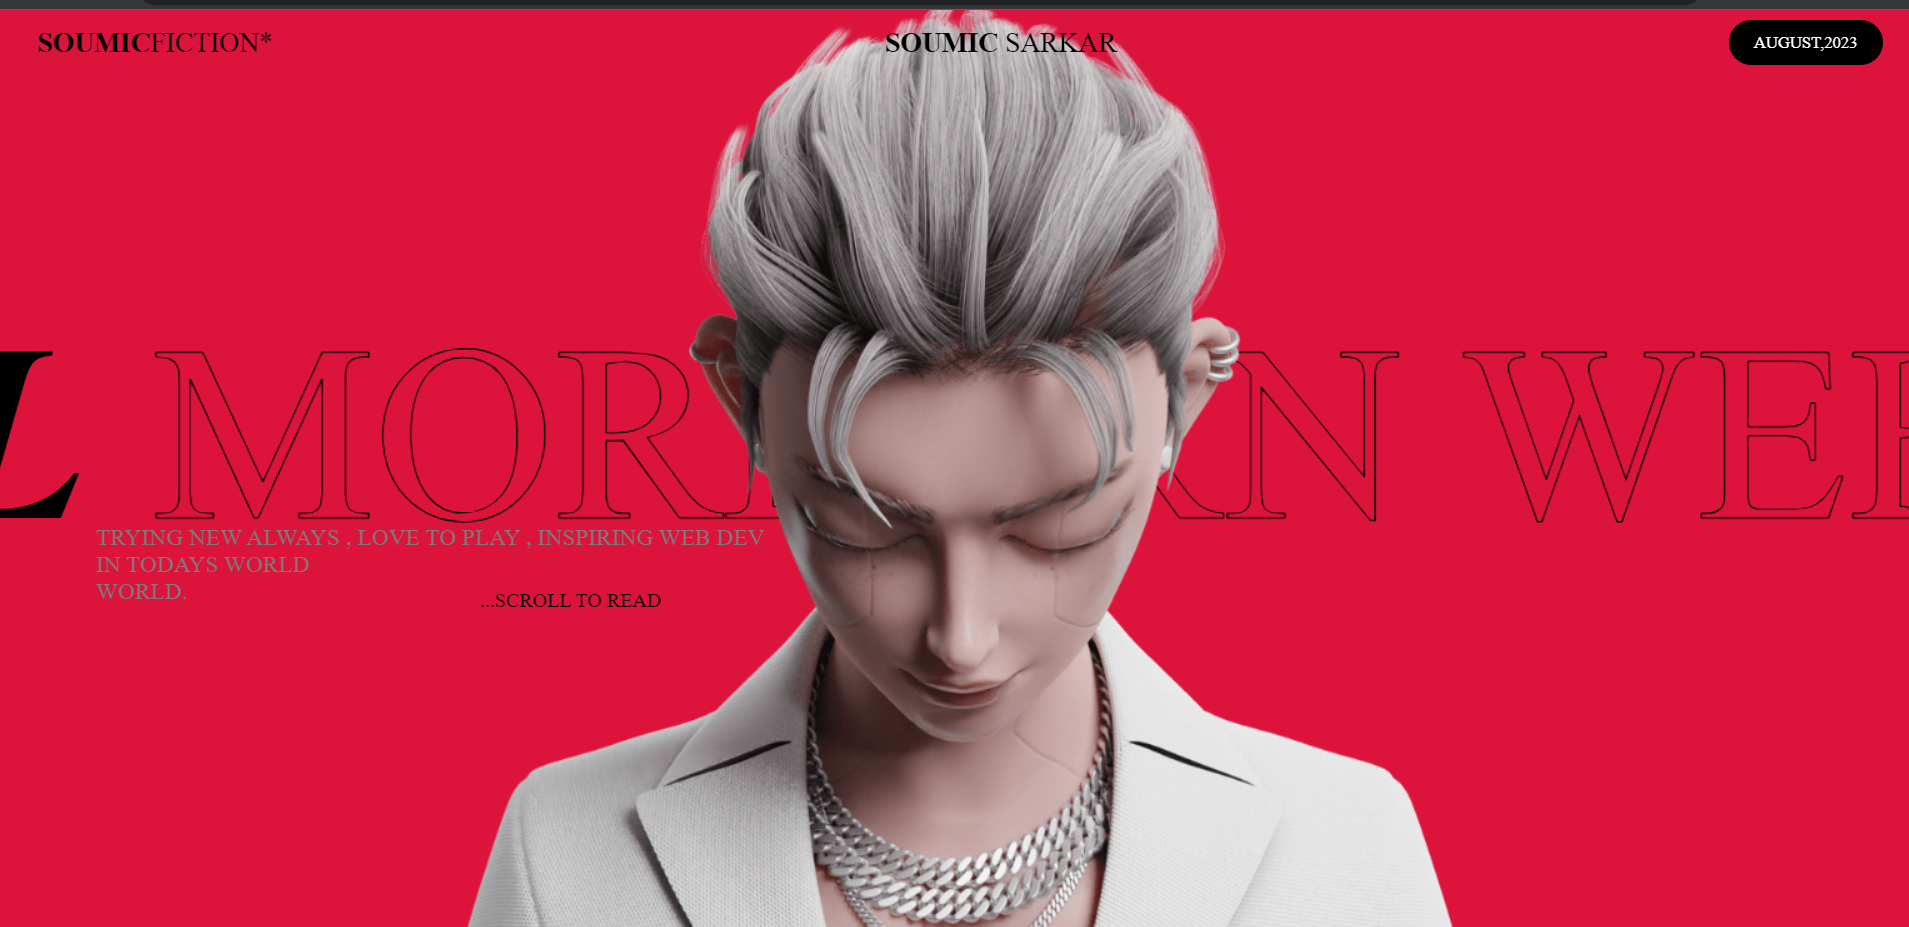 SOUMICFICTION*
SOUMIC SARKAR
AUGUST,2023
L MOR RN WEB
TRYING NEW ALWAYS , LOVE TO PLAY , INSPIRING WEB DEV
IN TODAYS WORLD
WORLD.
...SCROLL TO READ